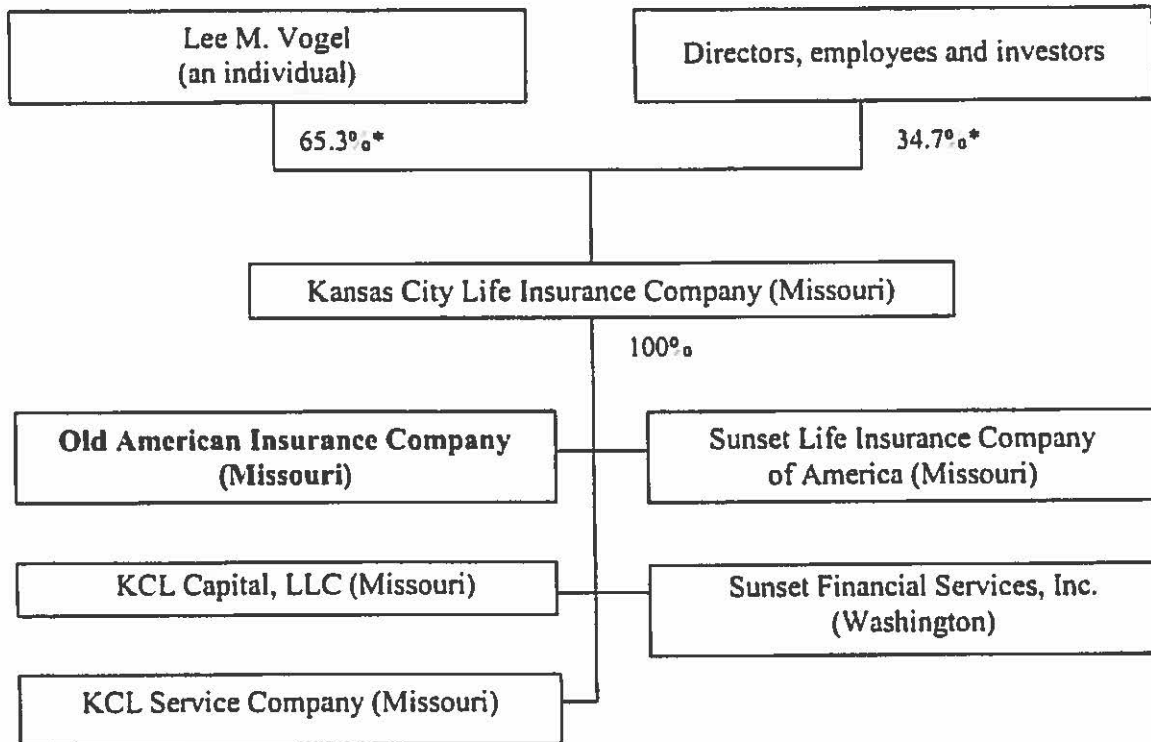 Lee M. Vogel
(an individual)
Directors, employees and investors
65.3%*
34.7%*
Kansas City Life Insurance Company (Missouri)
100%
Old American Insurance Company
(Missouri)
Sunset Life Insurance Company
of America (Missouri)
KCL Capital, LLC (Missouri)
Sunset Financial Services, Inc.
(Washington)
KCL Service Company (Missouri)